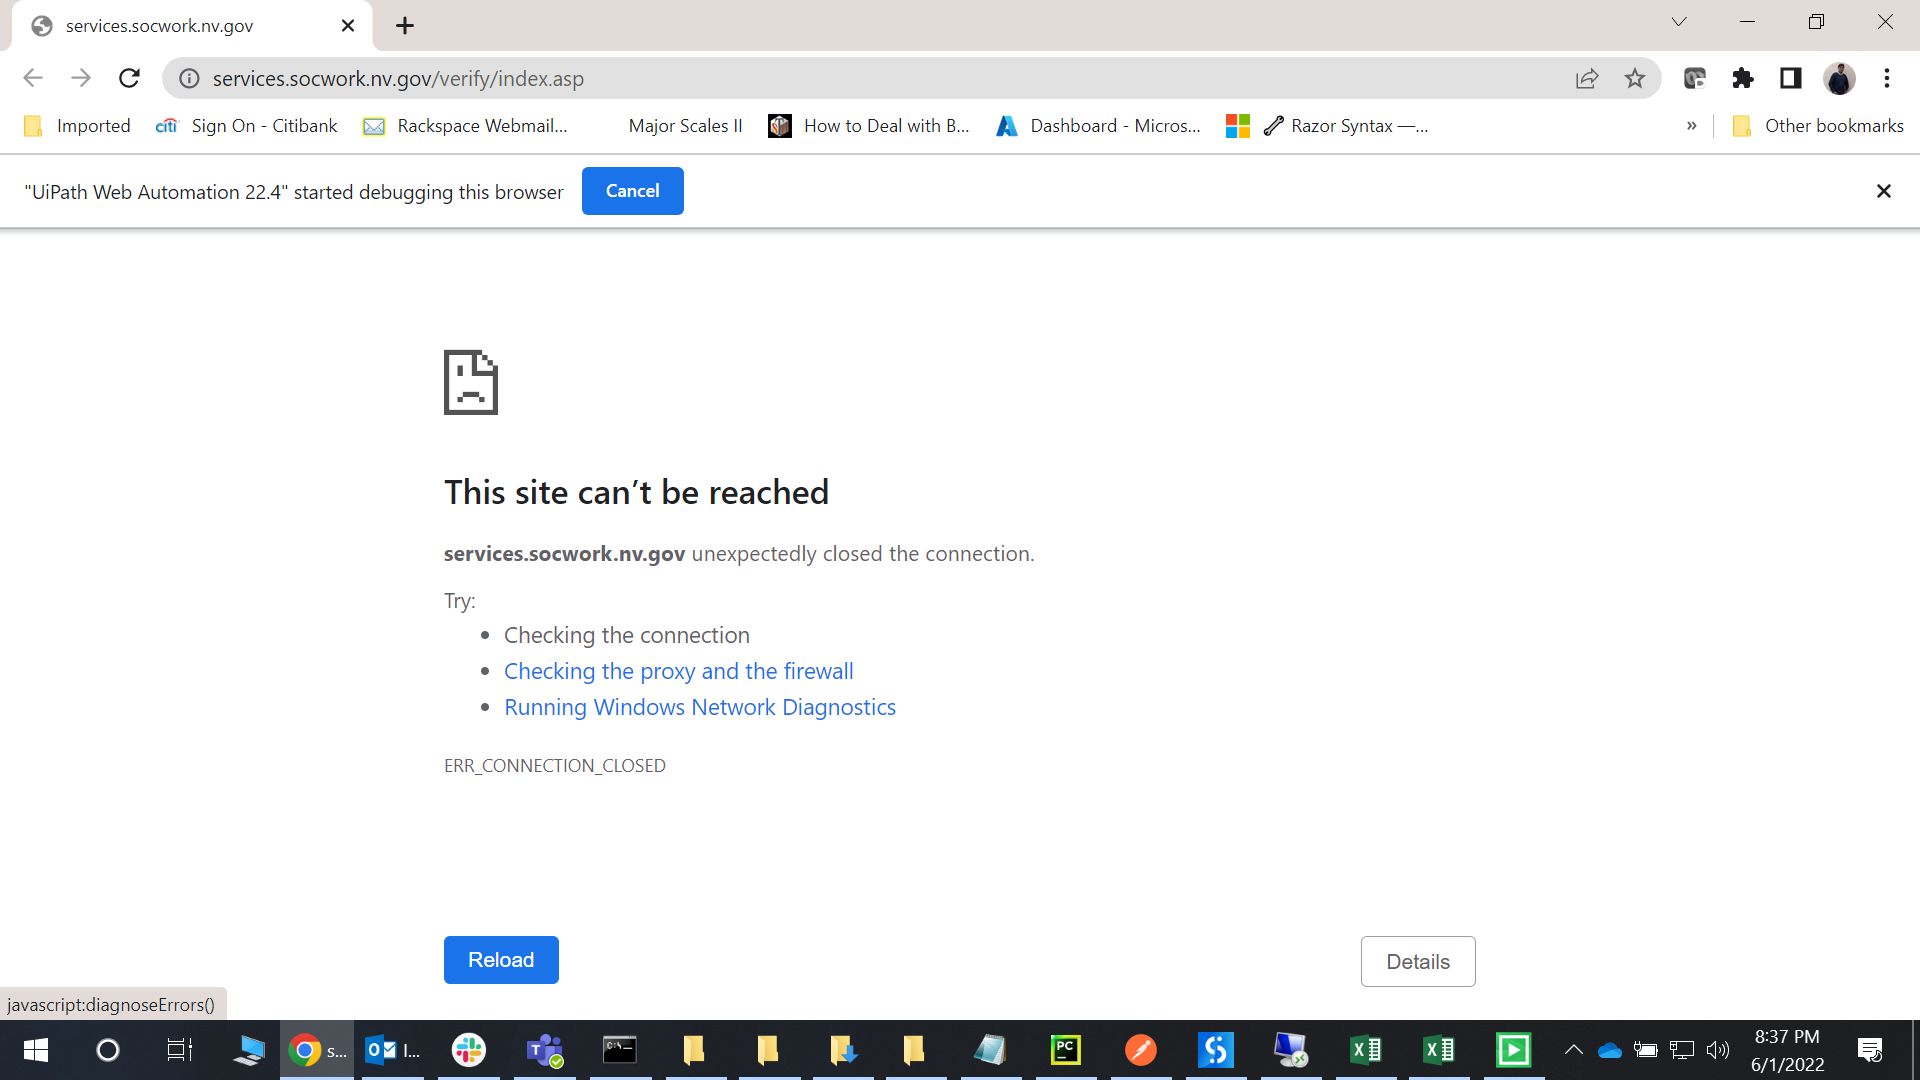 services.socwork.nv.gov
services.socwork.nv.gov/verify/index.asp
Imported
citi Sign On - Citibank
Rackspace Webmail...
Major Scales II
How to Deal with B...
Dashboard - Micros...
Razor Syntax —...
»
Other bookmarks
"UiPath Web Automation 22.4" started debugging this browser
Cancel
This site can’t be reached
services.socwork.nv.gov unexpectedly closed the connection.
Try:
• Checking the connection
• Checking the proxy and the firewall
• Running Windows Network Diagnostics
ERR_CONNECTION_CLOSED
Reload
Details
javascript:diagnoseErrors()
s...
I...
PC
8:37 PM
6/1/2022